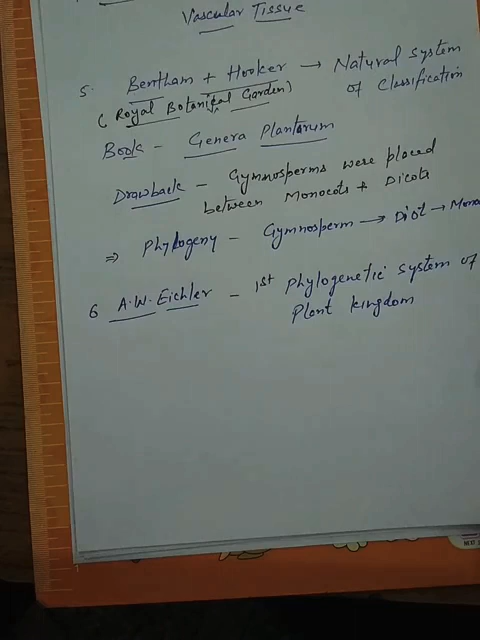 Vascular Tissue
5. Bentham + Hooker → Natural system
of Classification
(Royal Botanical Garden)
Book - Genera Plantarum
Drawback - Gymnosperms were placed
between Monocots + Dicots
⇒ Phylogeny - Gymnosperm → Dicot → Mono
6 A.W. Eichler - 1st Phylogenetic system of
Plant kingdom
NEXT